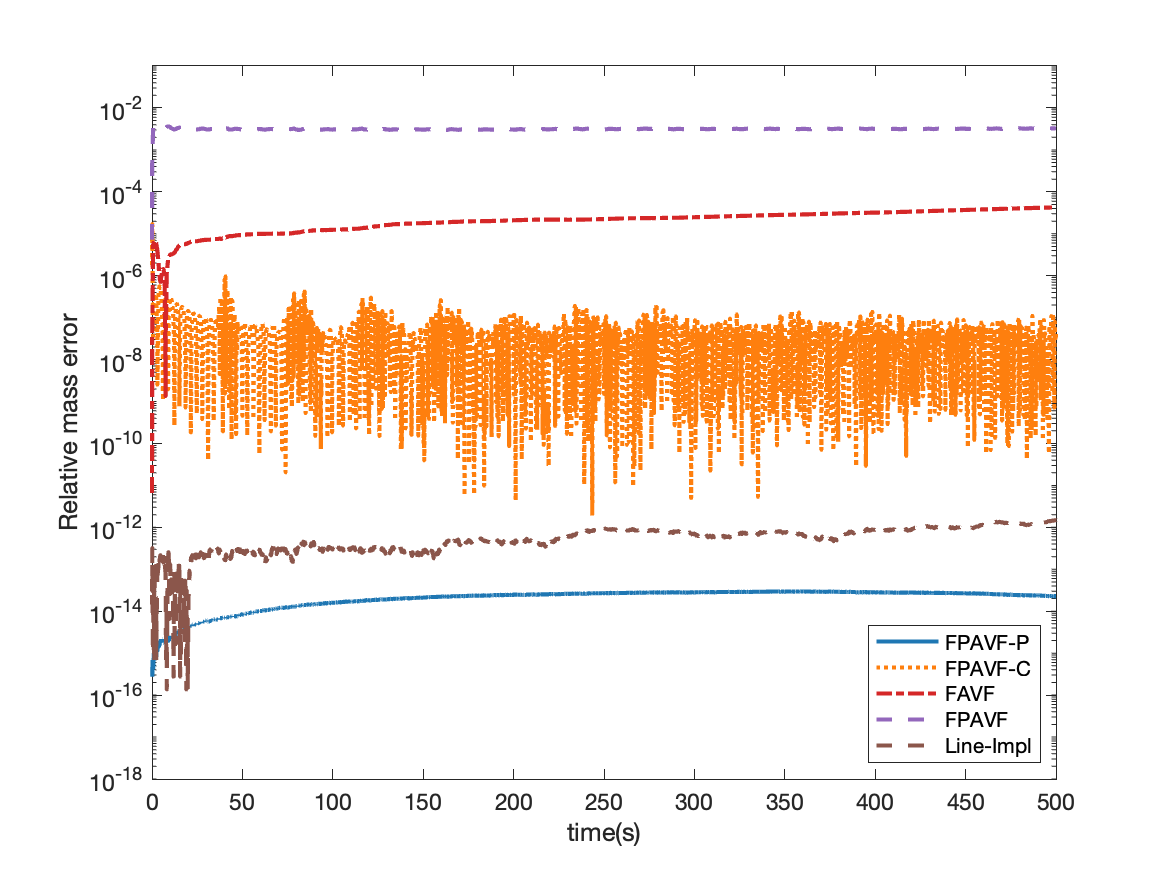 Relative mass error
10^-2
10^-4
10^-6
10^-8
10^-10
10^-12
10^-14
10^-16
10^-18
0 50 100 150 200 250 300 350 400 450 500
time(s)
FPAVF-P
FPAVF-C
FAVF
FPAVF
Line-Impl